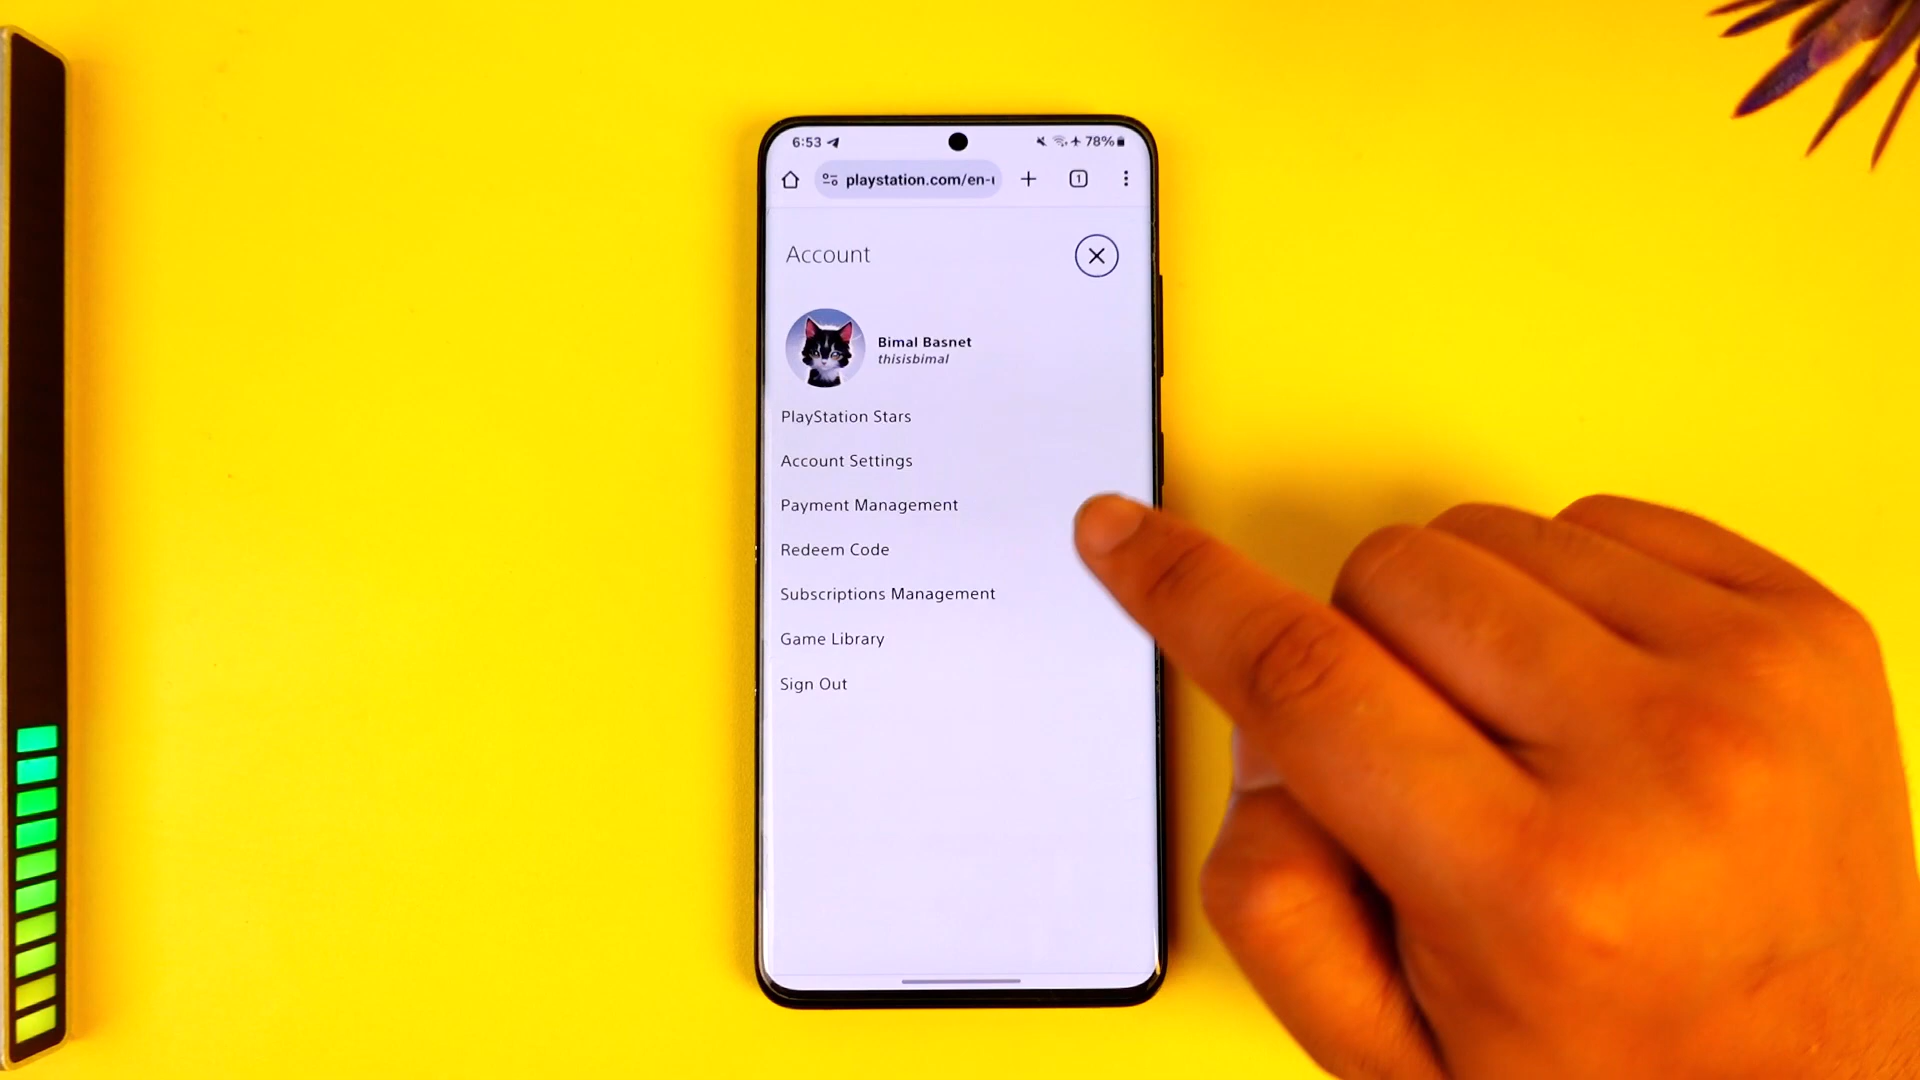 6:53
78%
playstation.com/en-
1
Account
Bimal Basnet
thisisbimal
PlayStation Stars
Account Settings
Payment Management
Redeem Code
Subscriptions Management
Game Library
Sign Out